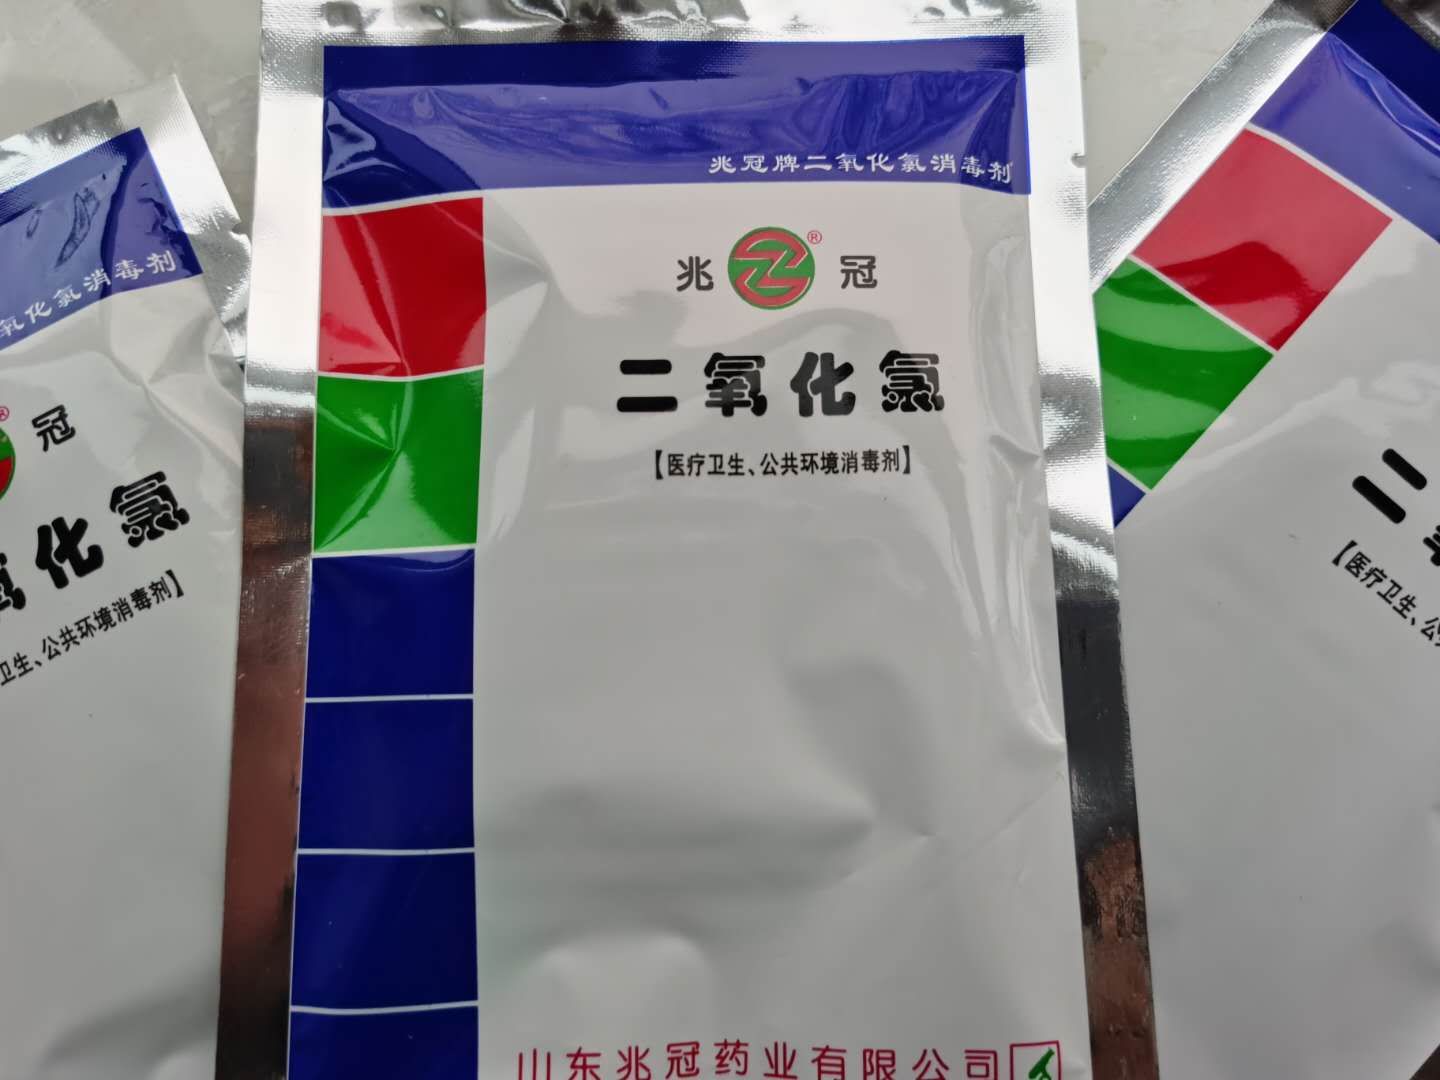 兆冠牌二氧化氯消毒剂
兆 ® 冠
二氧化氯
【医疗卫生、公共环境消毒剂】
山东兆冠药业有限公司
氧化氯消毒剂
® 冠
氧化氯
卫生、公共环境消毒剂】
二
【医疗卫生、公